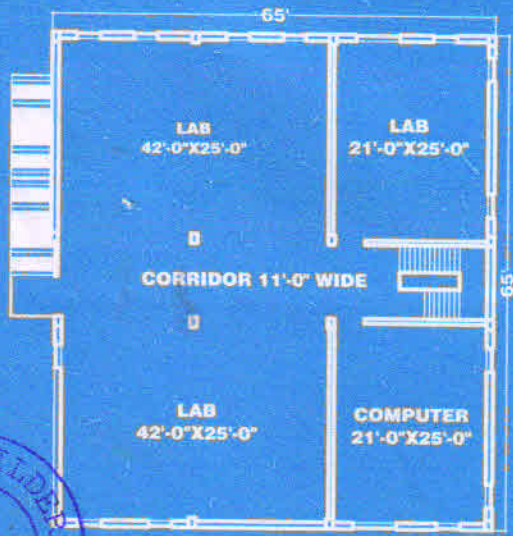 65'
LAB
42'-0"X25'-0"
LAB
21'-0"X25'-0"
CORRIDOR 11'-0" WIDE
65'
LAB
42'-0"X25'-0"
COMPUTER
21'-0"X25'-0"